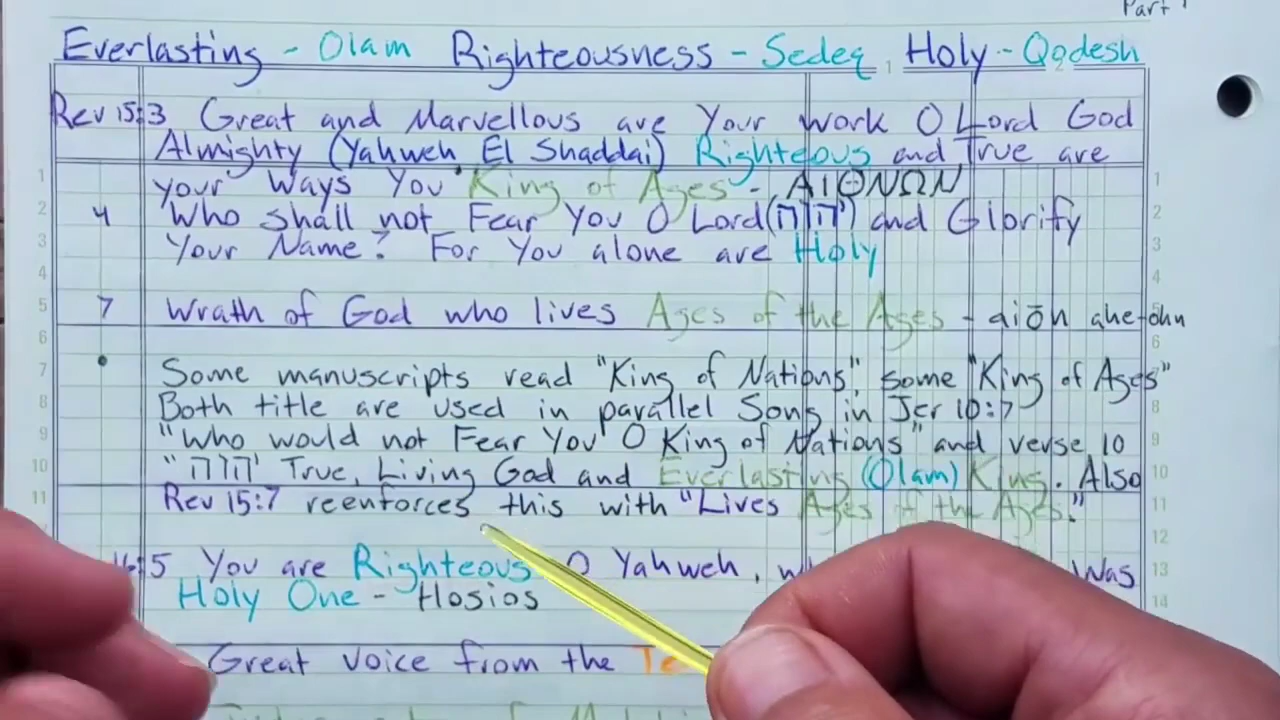 Part 1
Everlasting - Olam Righteousness - Sedeq Holy - Qodesh
Rev 15:3 Great and Marvellous are Your work O Lord God
Almighty (Yahweh El Shaddai) Righteous and True are
your Ways You King of Ages - ΑΙΘΝΩΝ
4 Who shall not Fear You O Lord (יהוה) and Glorify
Your Name? For You alone are Holy
7 Wrath of God who lives Ages of the Ages - aiōn ahe-ohn
• Some manuscripts read "King of Nations", some "King of Ages"
Both title are used in parallel Song in Jer 10:7
"Who would not Fear You O King of Nations" and verse 10
"יהוה True, Living God and Everlasting (Olam) King. Also
Rev 15:7 reenforces this with "Lives Ages of the Ages."
16:5 You are Righteous O Yahweh, Was
Holy One - Hosios
Great voice from the